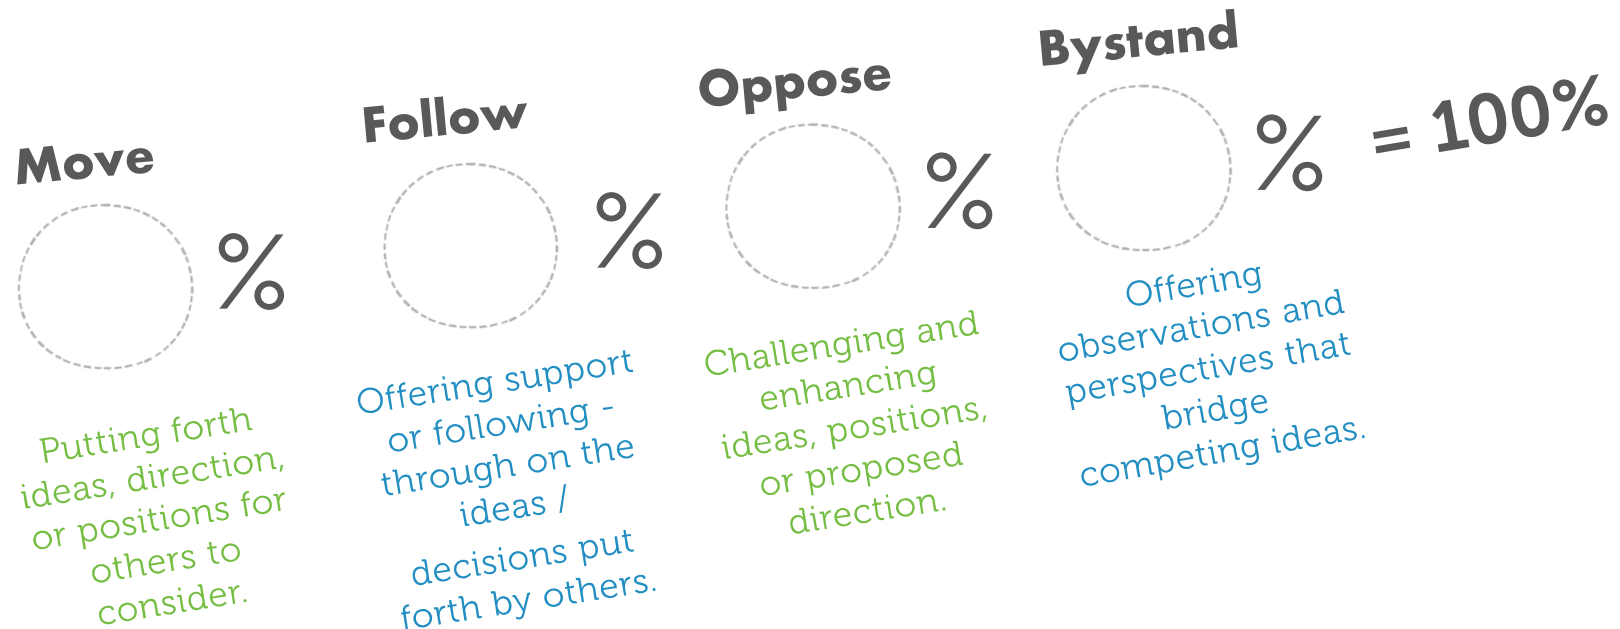 Move
%
Putting forth
ideas, direction,
or positions for
others to
consider.
Follow
%
Offering support
or following -
through on the
ideas /
decisions put
forth by others.
Oppose
%
Challenging and
enhancing
ideas, positions,
or proposed
direction.
Bystand
%
Offering
observations and
perspectives that
bridge
competing ideas.
= 100%